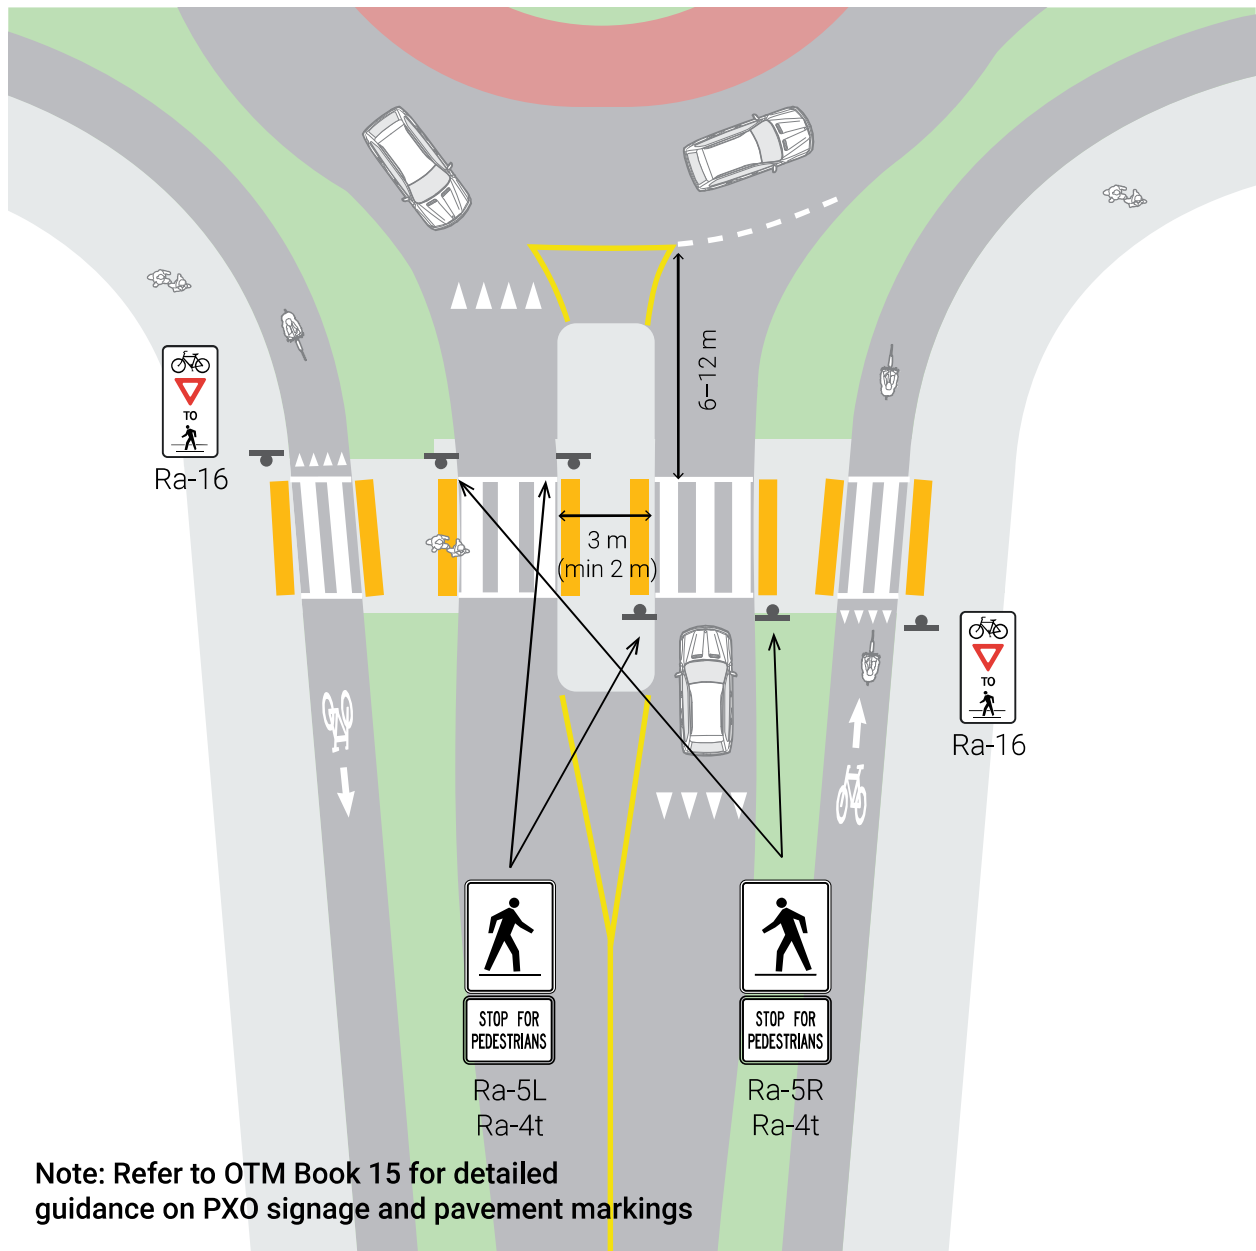 6–12 m
TO
Ra-16
3 m
(min 2 m)
TO
Ra-16
STOP FOR
PEDESTRIANS
Ra-5L
Ra-4t
STOP FOR
PEDESTRIANS
Ra-5R
Ra-4t
Note: Refer to OTM Book 15 for detailed
guidance on PXO signage and pavement markings